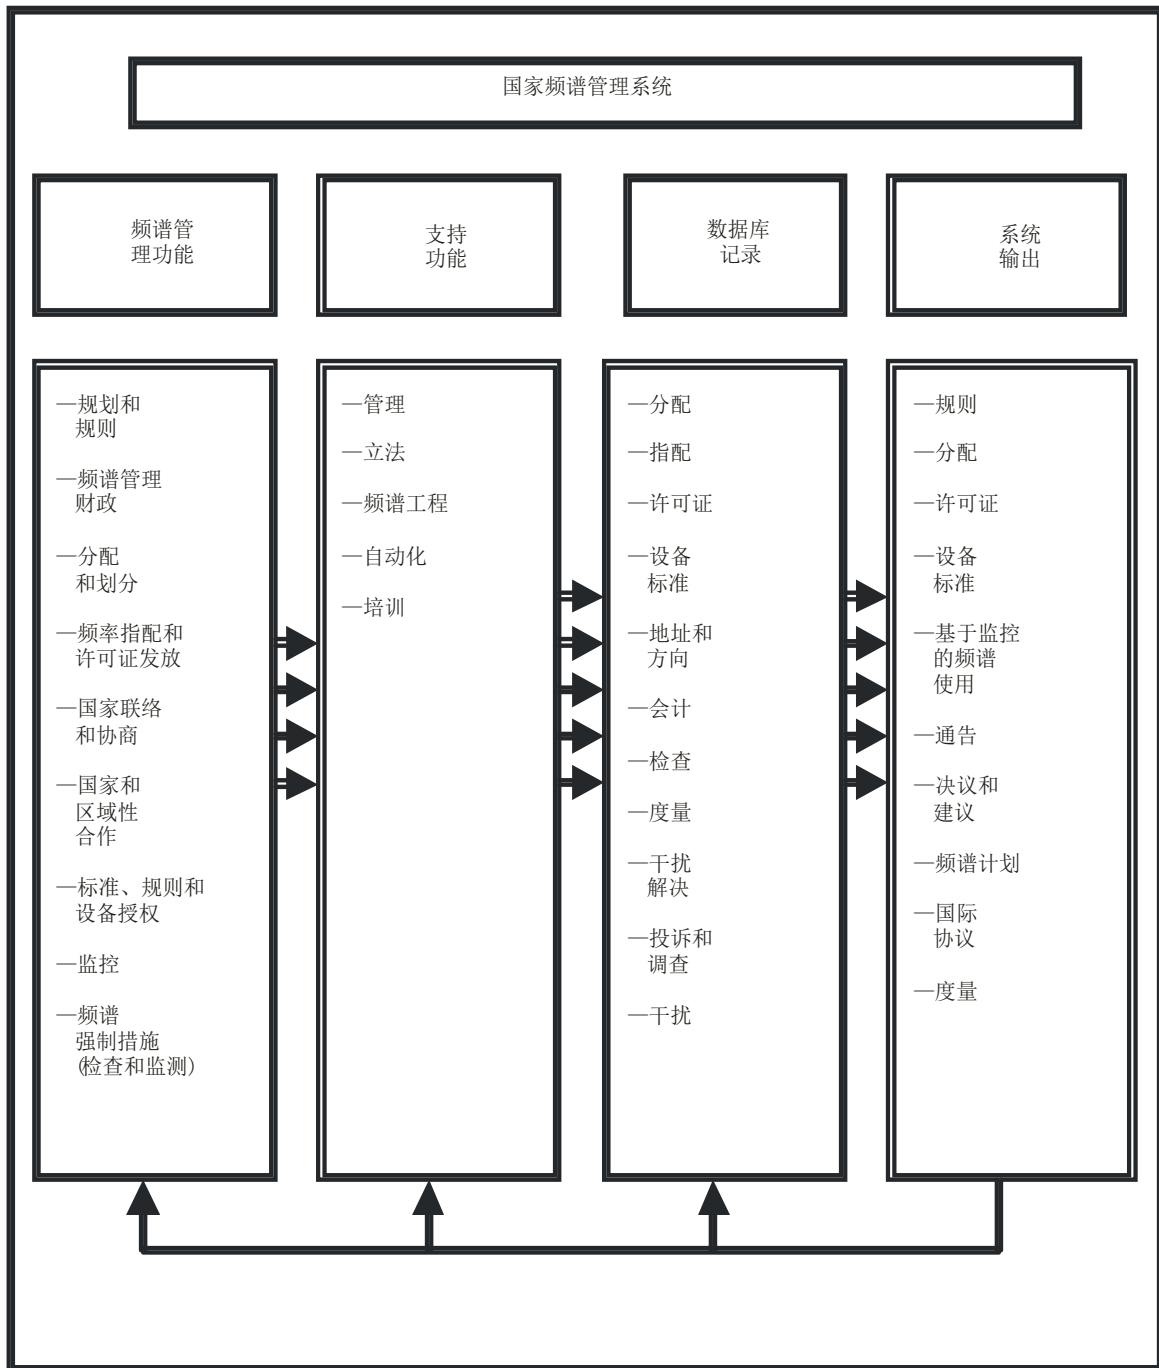 国家频谱管理系统
频谱管
理功能
支持
功能
数据库
记录
系统
输出
—规划和
规则
—频谱管理
财政
—分配
和划分
—频率指配和
许可证发放
—国家联络
和协商
—国家和
区域性
合作
—标准、规则和
设备授权
—监控
—频谱
强制措施
(检查和监测)
—管理
—立法
—频谱工程
—自动化
—培训
—分配
—指配
—许可证
—设备
标准
—地址和
方向
—会计
—检查
—度量
—干扰
解决
—投诉和
调查
—干扰
—规则
—分配
—许可证
—设备
标准
—基于监控
的频谱
使用
—通告
—决议和
建议
—频谱计划
—国际
协议
—度量